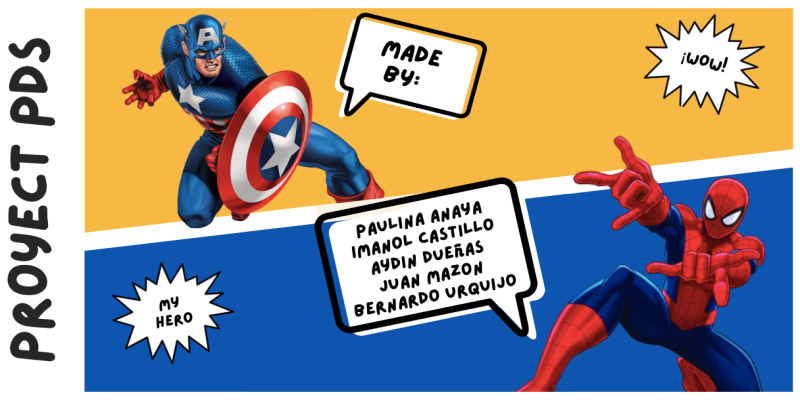 PROYECT PDS
MADE
BY:
¡WOW!
A
PAULINA ANAYA
IMANOL CASTILLO
AYDIN DUEÑAS
JUAN MAZON
BERNARDO URQUIJO
MY
HERO